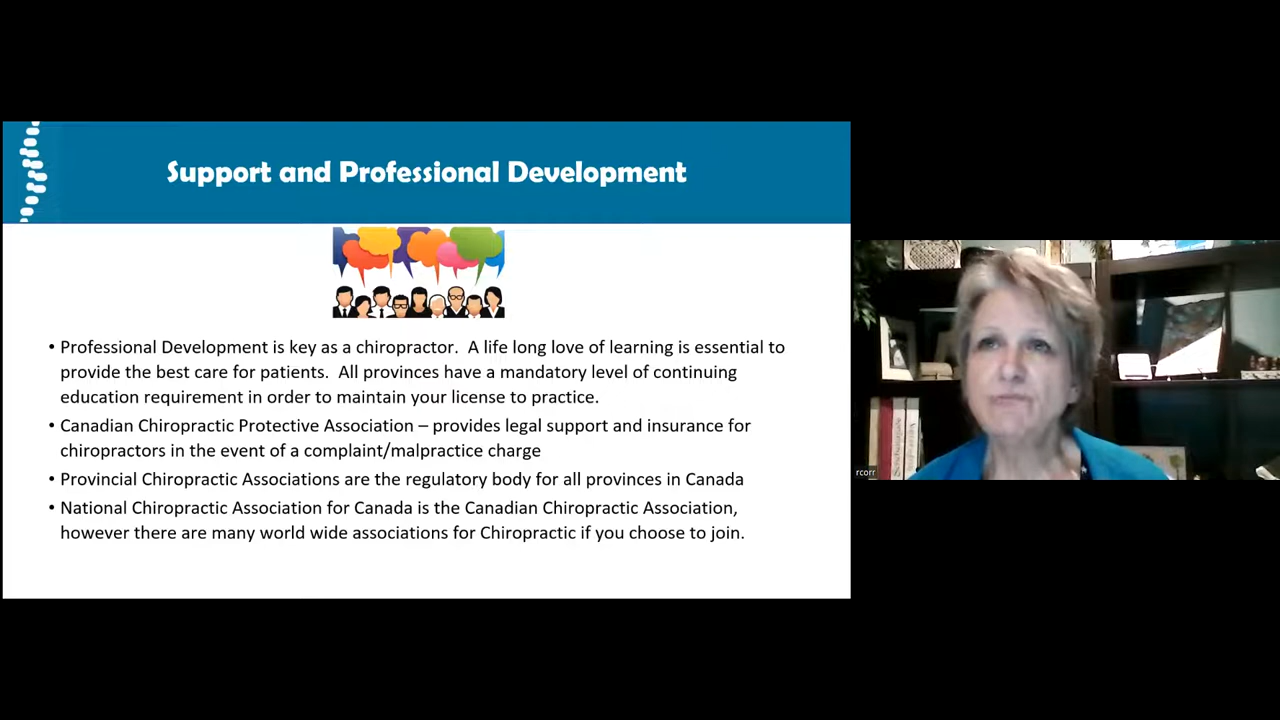 Support and Professional Development
• Professional Development is key as a chiropractor.  A life long love of learning is essential to
provide the best care for patients.  All provinces have a mandatory level of continuing
education requirement in order to maintain your license to practice.
• Canadian Chiropractic Protective Association – provides legal support and insurance for
chiropractors in the event of a complaint/malpractice charge
• Provincial Chiropractic Associations are the regulatory body for all provinces in Canada
• National Chiropractic Association for Canada is the Canadian Chiropractic Association,
however there are many world wide associations for Chiropractic if you choose to join.
rcorr